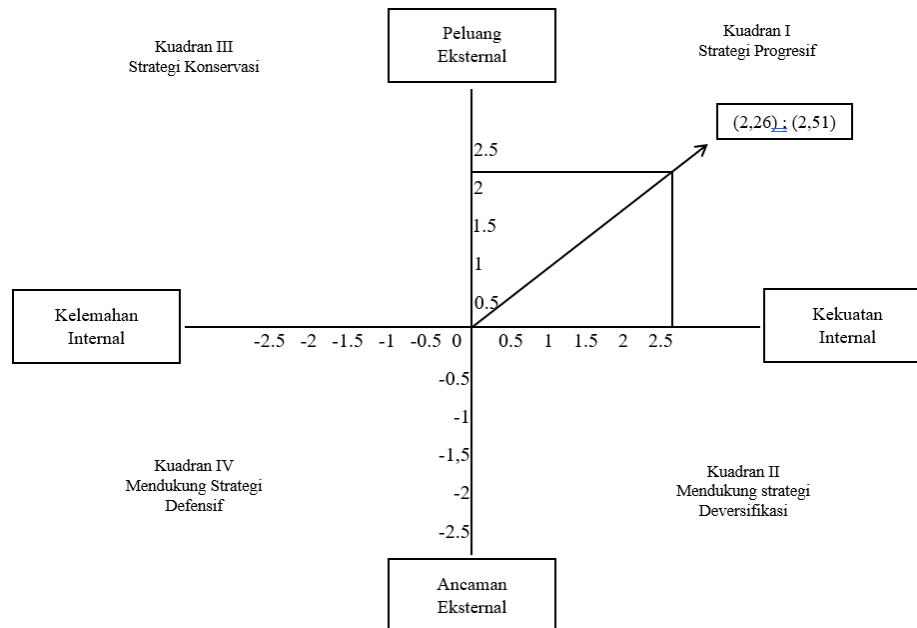 Peluang
Eksternal
Kuadran III
Strategi Konservasi
Kuadran I
Strategi Progresif
(2,26) ; (2,51)
2.5
2
1.5
1
0.5
Kelemahan
Internal
Kekuatan
Internal
-2.5 -2 -1.5 -1 -0.5 0 0.5 1 1.5 2 2.5
-0.5
-1
-1,5
-2
-2.5
Kuadran IV
Mendukung Strategi
Defensif
Kuadran II
Mendukung strategi
Deversifikasi
Ancaman
Eksternal